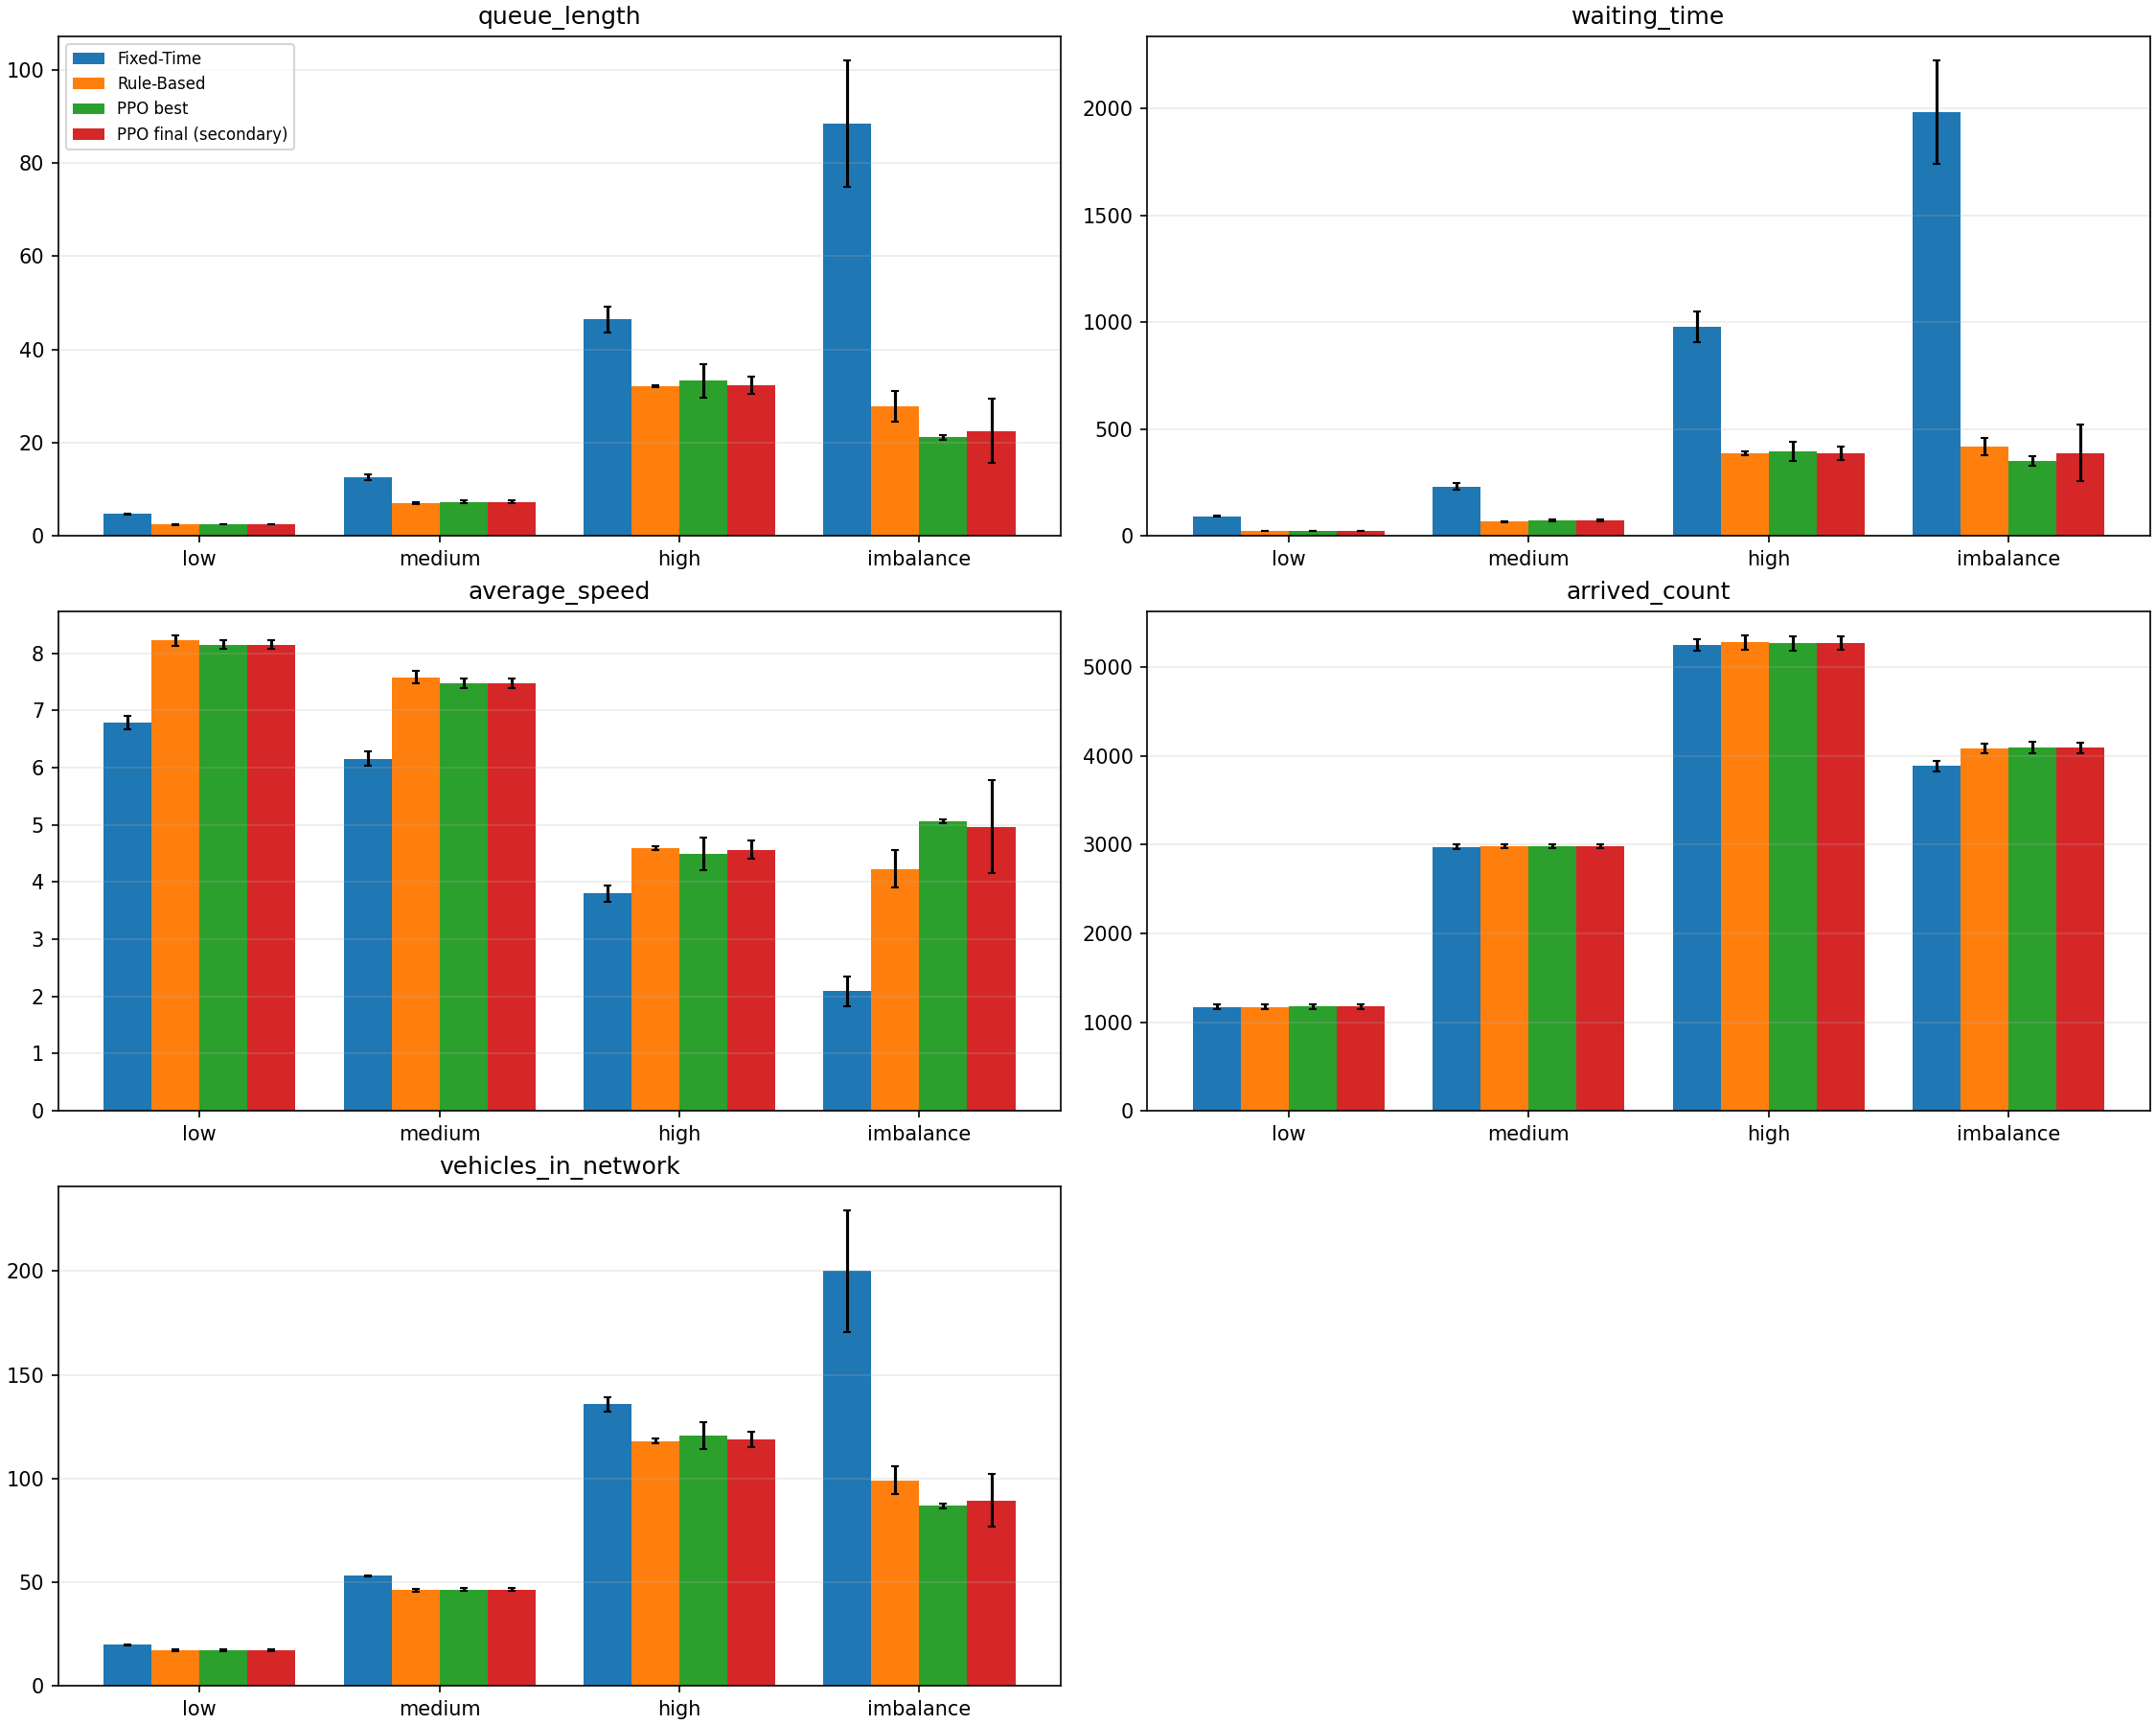 queue_length
100
80
60
40
20
0
Fixed-Time
Rule-Based
PPO best
PPO final (secondary)
low medium high imbalance
waiting_time
2000
1500
1000
500
0
low medium high imbalance
average_speed
8
7
6
5
4
3
2
1
0
low medium high imbalance
arrived_count
5000
4000
3000
2000
1000
0
low medium high imbalance
vehicles_in_network
200
150
100
50
0
low medium high imbalance